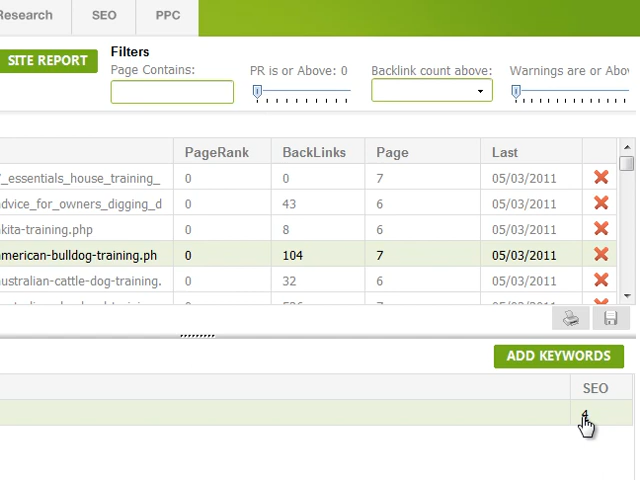 Research SEO PPC
SITE REPORT
Filters
Page Contains:
PR is or Above: 0
Backlink count above:
Warnings are or Abov
PageRank BackLinks Page Last
_essentials_house_training_ 0 0 7 05/03/2011
advice_for_owners_digging_d 0 43 6 05/03/2011
akita-training.php 0 8 6 05/03/2011
american-bulldog-training.ph 0 104 7 05/03/2011
australian-cattle-dog-training. 0 32 6 05/03/2011
ADD KEYWORDS
SEO
4